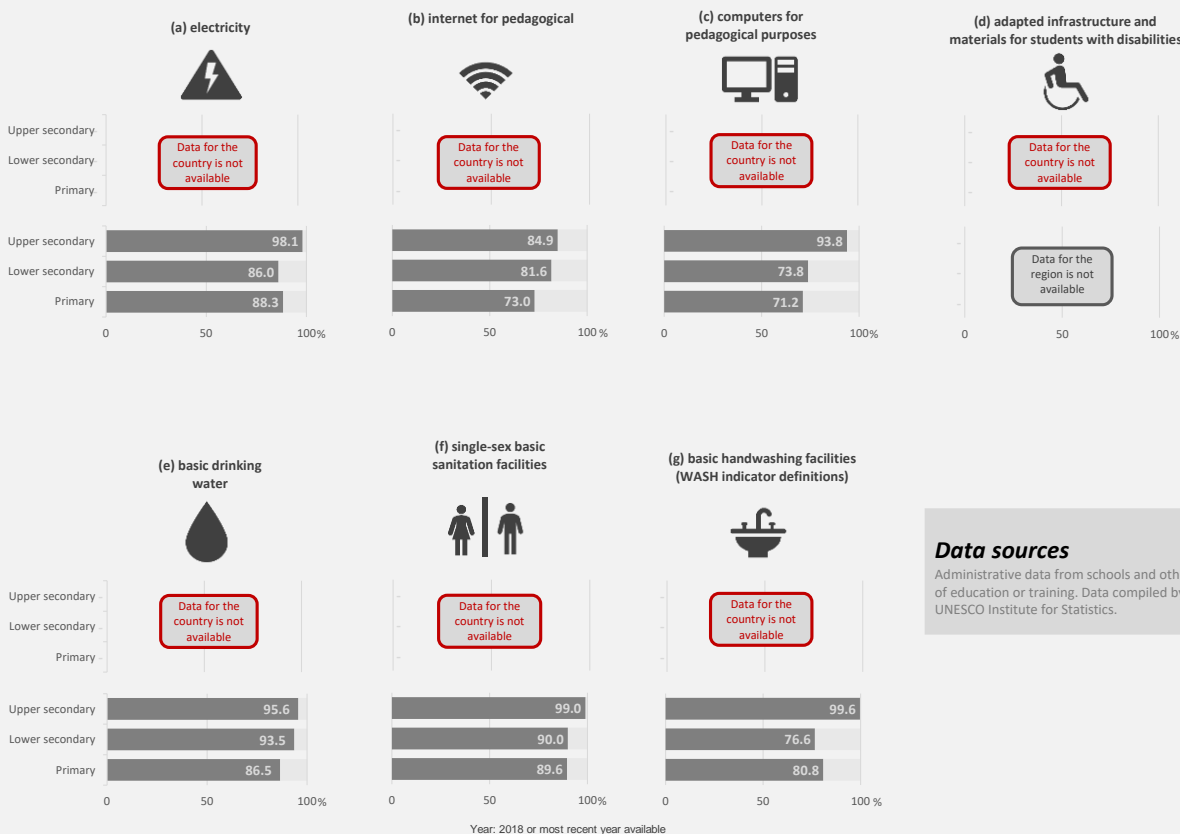 (a) electricity
(b) internet for pedagogical
(c) computers for
pedagogical purposes
(d) adapted infrastructure and
materials for students with disabilities
Upper secondary
Lower secondary
Primary
Data for the
country is not
available
Data for the
country is not
available
Data for the
country is not
available
Data for the
country is not
available
Upper secondary
Lower secondary
Primary
98.1
86.0
88.3
84.9
81.6
73.0
93.8
73.8
71.2
Data for the
region is not
available
0 50 100%
0 50 100%
0 50 100%
0 50 100%
(e) basic drinking
water
(f) single-sex basic
sanitation facilities
(g) basic handwashing facilities
(WASH indicator definitions)
Upper secondary
Lower secondary
Primary
Data for the
country is not
available
Data for the
country is not
available
Data for the
country is not
available
Upper secondary
Lower secondary
Primary
95.6
93.5
86.5
99.0
90.0
89.6
99.6
76.6
80.8
0 50 100%
0 50 100%
0 50 100 %
Data sources
Administrative data from schools and oth
of education or training. Data compiled by
UNESCO Institute for Statistics.
Year: 2018 or most recent year available